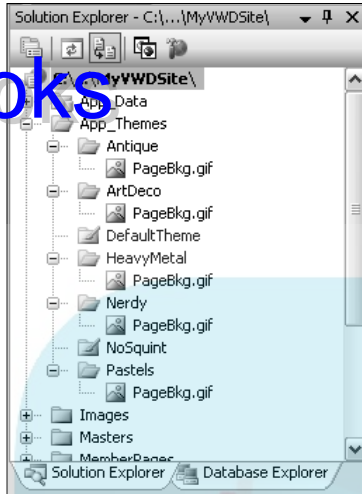 Solution Explorer - C:\...\MyVWDSite\
C:\...\MyVWDSite\
oks
App_Data
App_Themes
Antique
PageBkg.gif
ArtDeco
PageBkg.gif
DefaultTheme
HeavyMetal
PageBkg.gif
Nerdy
PageBkg.gif
NoSquint
Pastels
PageBkg.gif
Images
Masters
MemberPages
Solution Explorer
Database Explorer